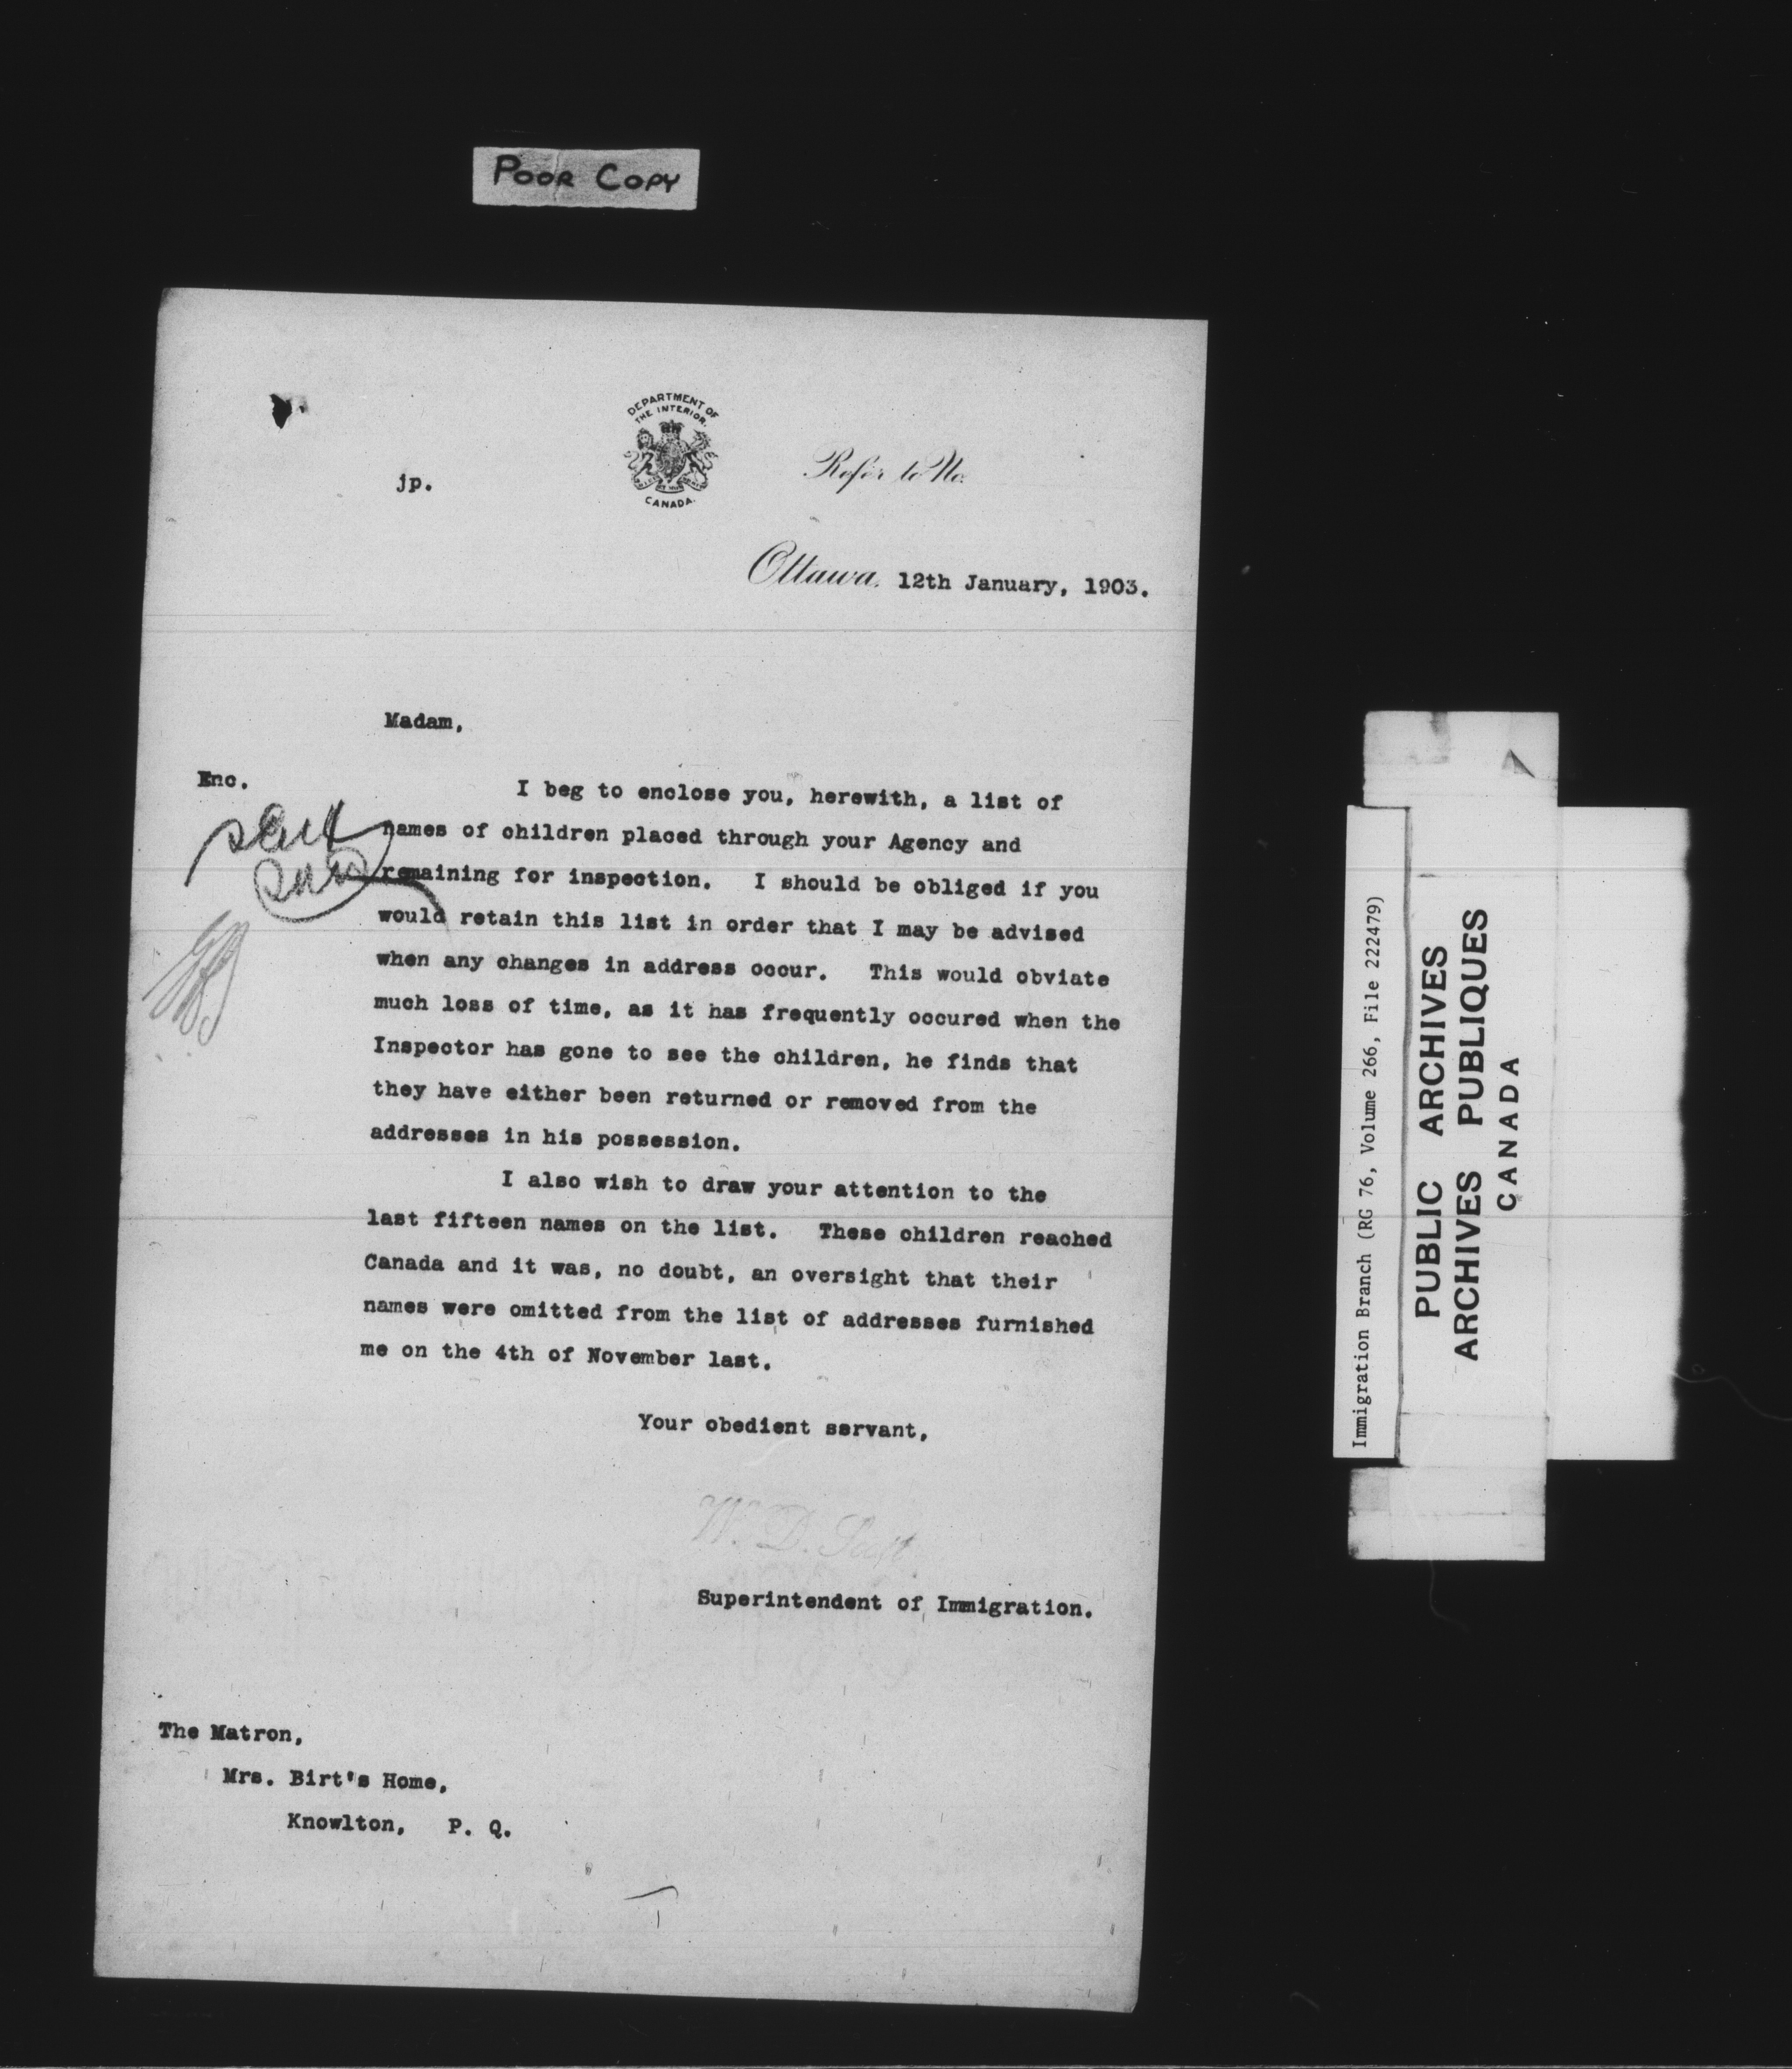 POOR COPY
DEPARTMENT OF
THE INTERIOR.
CANADA.
jp.
Refer to No.
Ottawa, 12th January, 1903.
Madam,
Enc.
sent
I beg to enclose you, herewith, a list of
names of children placed through your Agency and
remaining for inspection. I should be obliged if you
would retain this list in order that I may be advised
when any changes in address occur. This would obviate
much loss of time, as it has frequently occured when the
Inspector has gone to see the children, he finds that
they have either been returned or removed from the
addresses in his possession.
I also wish to draw your attention to the
last fifteen names on the list. These children reached
Canada and it was, no doubt, an oversight that their
names were omitted from the list of addresses furnished
me on the 4th of November last.
Your obedient servant,
W. D. Scott
Superintendent of Immigration.
The Matron,
Mrs. Birt's Home,
Knowlton, P. Q.
Immigration Branch (RG 76, Volume 266, File 222479)
PUBLIC ARCHIVES
ARCHIVES PUBLIQUES
CANADA